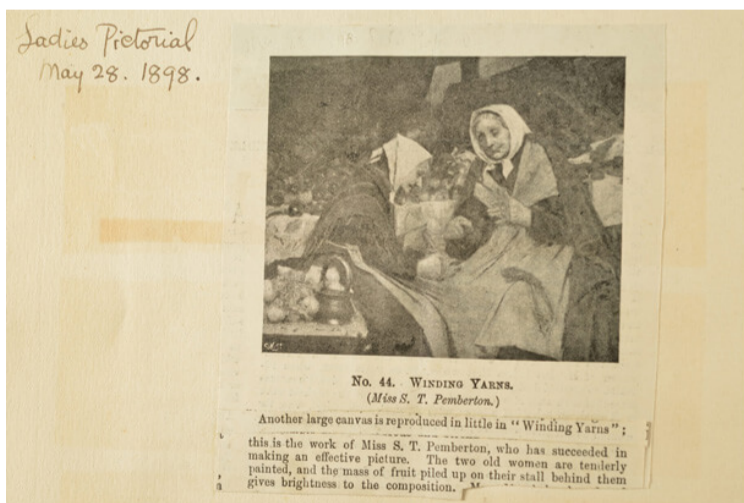 Ladies Pictorial
May 28. 1898.
No. 44. WINDING YARNS.
(Miss S. T. Pemberton.)
Another large canvas is reproduced in little in “Winding Yarns”;
this is the work of Miss S. T. Pemberton, who has succeeded in
making an effective picture. The two old women are tenderly
painted, and the mass of fruit piled up on their stall behind them
gives brightness to the composition.